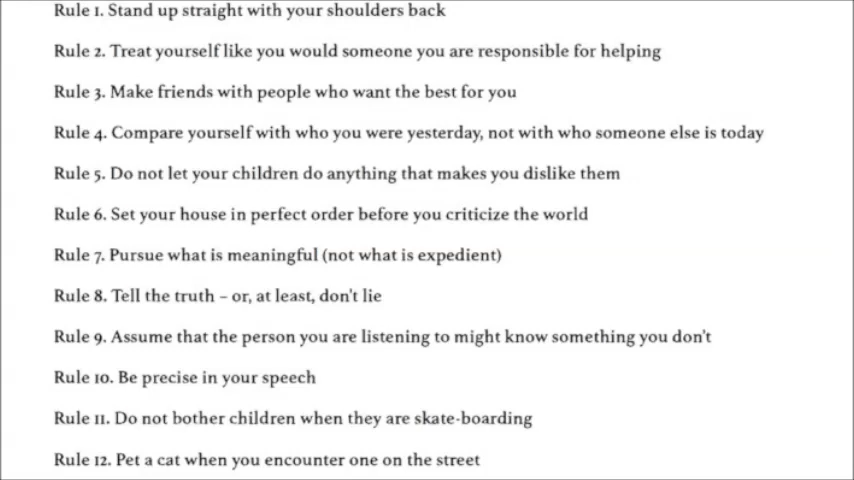 Rule 1. Stand up straight with your shoulders back
Rule 2. Treat yourself like you would someone you are responsible for helping
Rule 3. Make friends with people who want the best for you
Rule 4. Compare yourself with who you were yesterday, not with who someone else is today
Rule 5. Do not let your children do anything that makes you dislike them
Rule 6. Set your house in perfect order before you criticize the world
Rule 7. Pursue what is meaningful (not what is expedient)
Rule 8. Tell the truth – or, at least, don't lie
Rule 9. Assume that the person you are listening to might know something you don't
Rule 10. Be precise in your speech
Rule 11. Do not bother children when they are skate-boarding
Rule 12. Pet a cat when you encounter one on the street